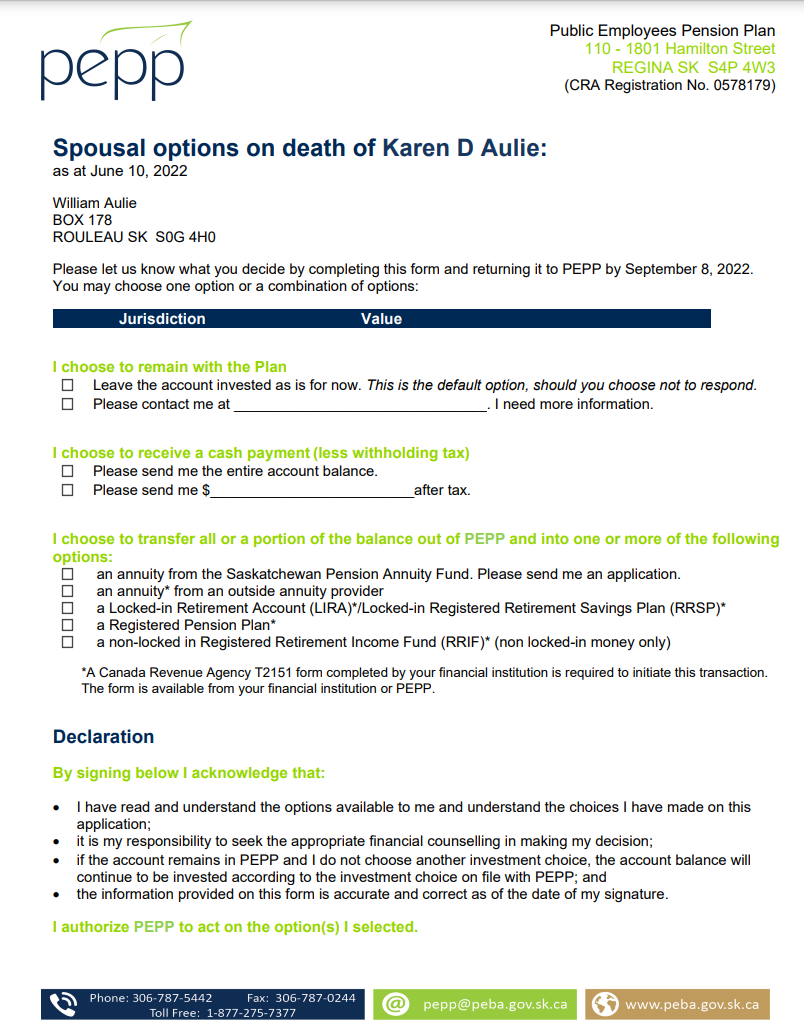 pepp
Public Employees Pension Plan
110 - 1801 Hamilton Street
REGINA SK S4P 4W3
(CRA Registration No. 0578179)
Spousal options on death of Karen D Aulie:
as at June 10, 2022
William Aulie
BOX 178
ROULEAU SK S0G 4H0
Please let us know what you decide by completing this form and returning it to PEPP by September 8, 2022.
You may choose one option or a combination of options:
Jurisdiction Value
I choose to remain with the Plan
☐ Leave the account invested as is for now. This is the default option, should you choose not to respond.
☐ Please contact me at ______________________________. I need more information.
I choose to receive a cash payment (less withholding tax)
☐ Please send me the entire account balance.
☐ Please send me $________________________after tax.
I choose to transfer all or a portion of the balance out of PEPP and into one or more of the following
options:
☐ an annuity from the Saskatchewan Pension Annuity Fund. Please send me an application.
☐ an annuity* from an outside annuity provider
☐ a Locked-in Retirement Account (LIRA)*/Locked-in Registered Retirement Savings Plan (RRSP)*
☐ a Registered Pension Plan*
☐ a non-locked in Registered Retirement Income Fund (RRIF)* (non locked-in money only)
*A Canada Revenue Agency T2151 form completed by your financial institution is required to initiate this transaction.
The form is available from your financial institution or PEPP.
Declaration
By signing below I acknowledge that:
• I have read and understand the options available to me and understand the choices I have made on this
application;
• it is my responsibility to seek the appropriate financial counselling in making my decision;
• if the account remains in PEPP and I do not choose another investment choice, the account balance will
continue to be invested according to the investment choice on file with PEPP; and
• the information provided on this form is accurate and correct as of the date of my signature.
I authorize PEPP to act on the option(s) I selected.
Phone: 306-787-5442 Fax: 306-787-0244
Toll Free: 1-877-275-7377
@ pepp@peba.gov.sk.ca
www.peba.gov.sk.ca